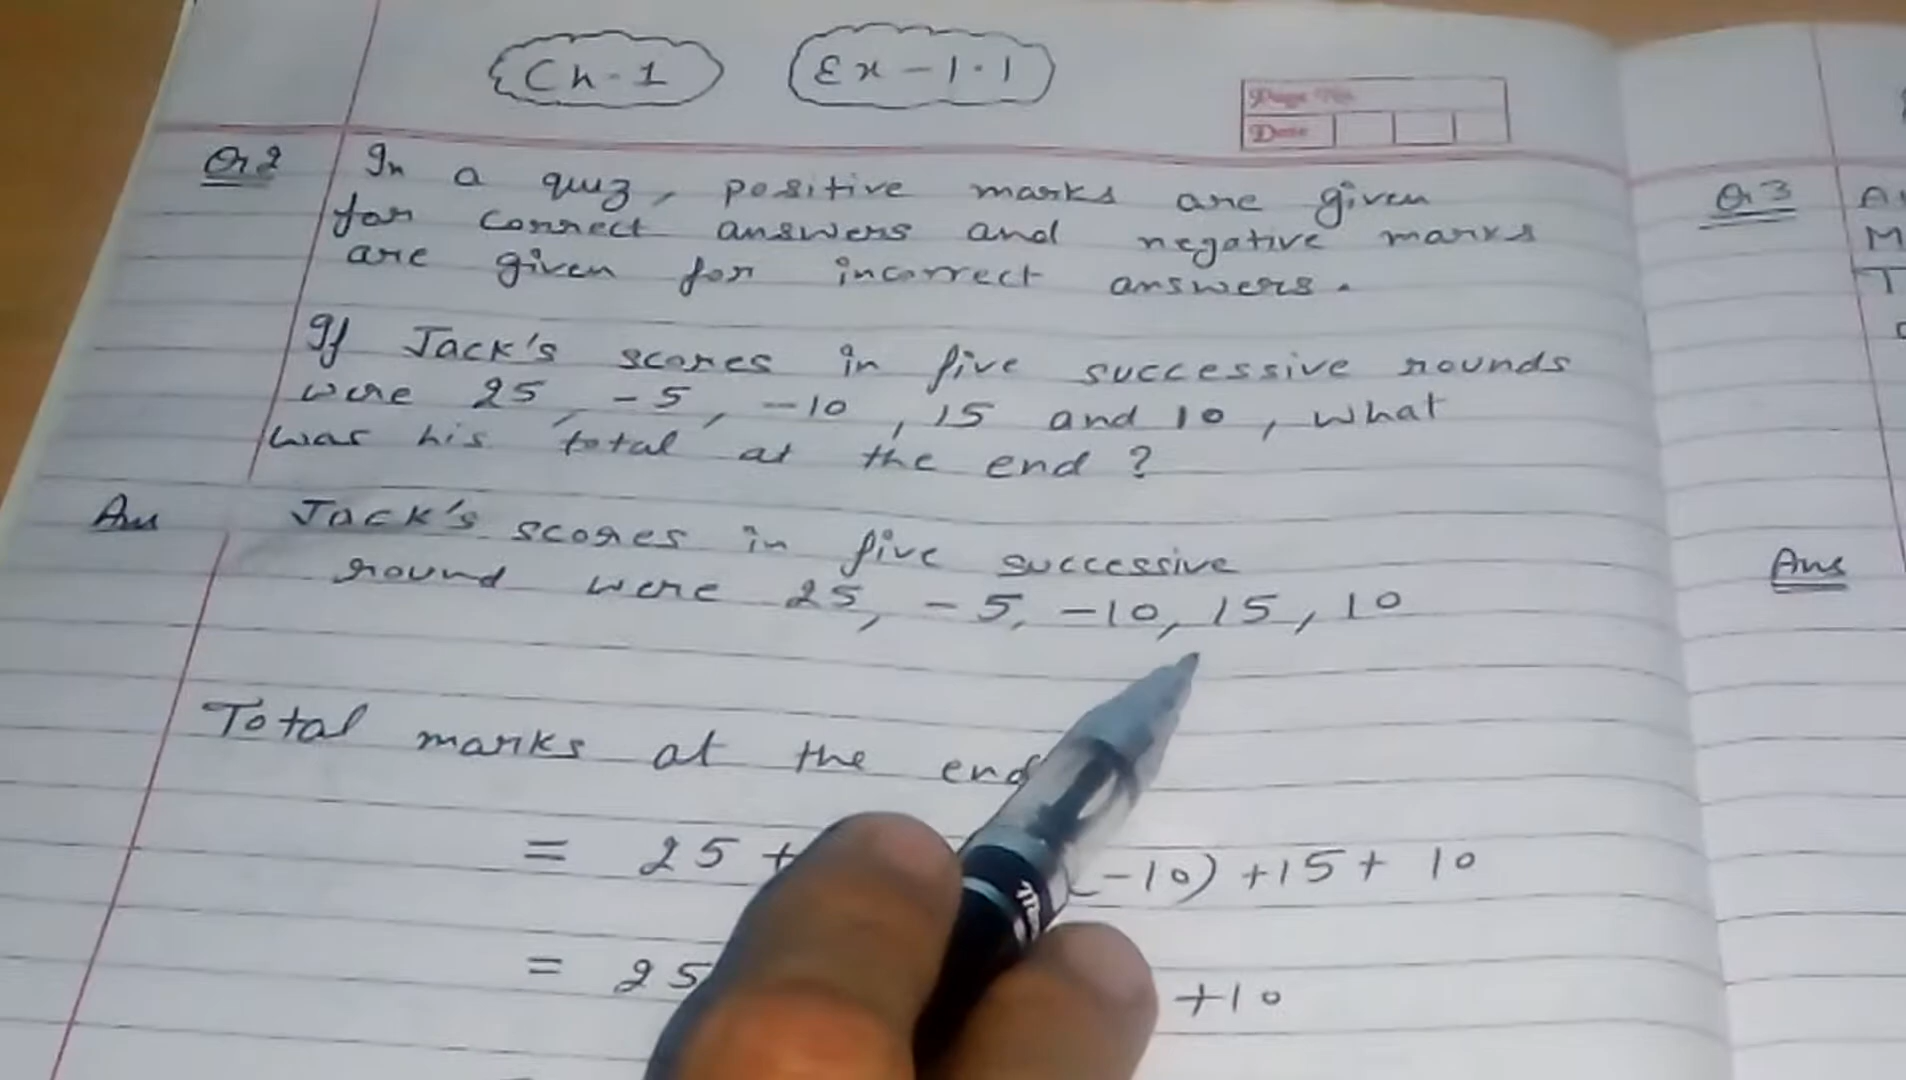 Ch-1
Ex-1.1
Page No.
Date
Q2 In a quiz, positive marks are given
for correct answers and negative marks
are given for incorrect answers.
If Jack's scores in five successive rounds
were 25, -5, -10, 15 and 10, what
was his total at the end?
Ans Jack's scores in five successive
round were 25, -5, -10, 15, 10
Total marks at the end
= 25 + (-10) +15+ 10
= 25 +10
Q3
Ans